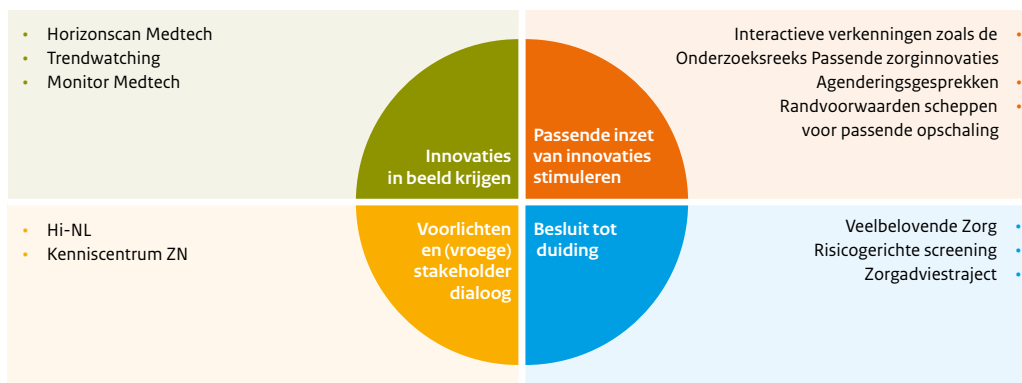 • Horizonscan Medtech
• Trendwatching
• Monitor Medtech
Innovaties
in beeld krijgen
Interactieve verkenningen zoals de •
Onderzoeksreeks Passende zorginnovaties
Agenderingsgesprekken •
Randvoorwaarden scheppen •
voor passende opschaling
Passende inzet
van innovaties
stimuleren
• Hi-NL
• Kenniscentrum ZN
Voorlichten
en (vroege)
stakeholder
dialoog
Besluit tot
duiding
Veelbelovende Zorg •
Risicogerichte screening •
Zorgadviestraject •